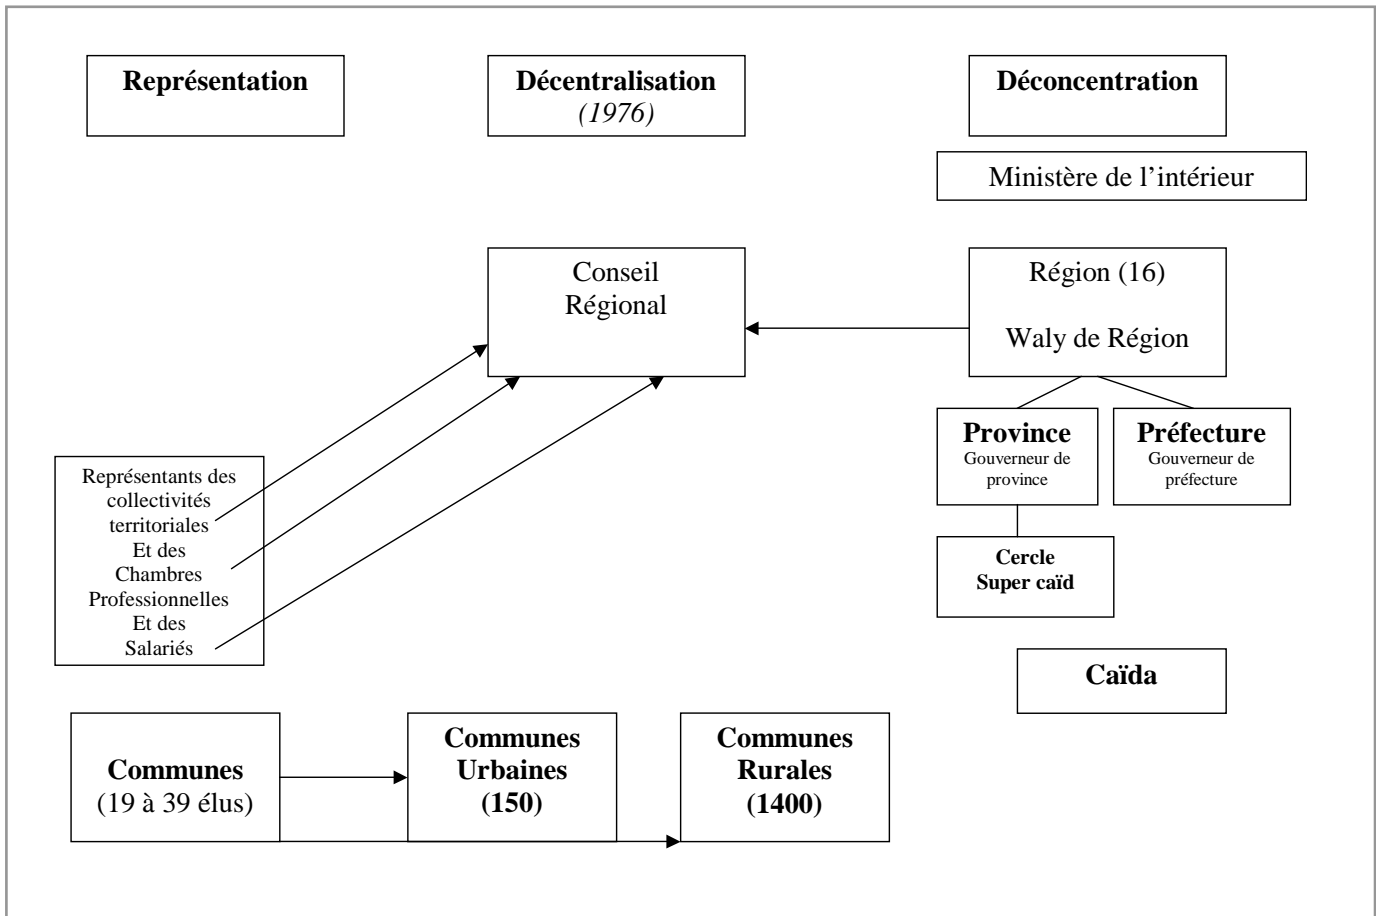 Représentation
Décentralisation
(1976)
Déconcentration
Ministère de l'intérieur
Conseil
Régional
Région (16)
Waly de Région
Province
Gouverneur de
province
Préfecture
Gouverneur de
préfecture
Représentants des
collectivités
territoriales
Et des
Chambres
Professionnelles
Et des
Salariés
Cercle
Super caïd
Caïda
Communes
(19 à 39 élus)
Communes
Urbaines
(150)
Communes
Rurales
(1400)